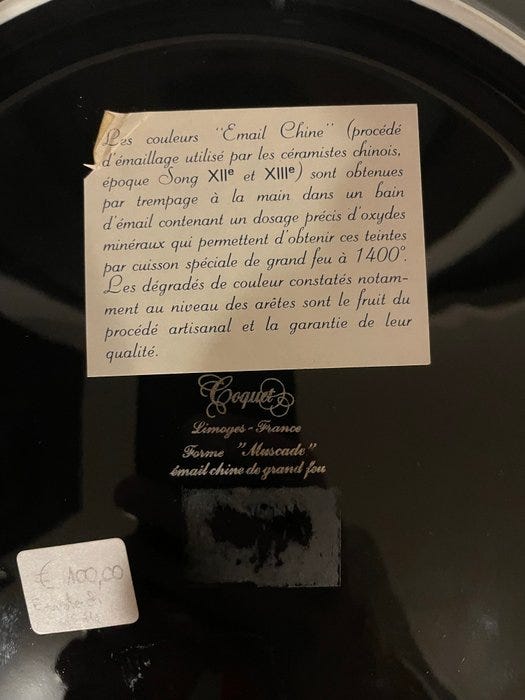 Les couleurs "Email Chine" (procédé
d'émaillage utilisé par les céramistes chinois,
époque Song XIIe et XIIIe) sont obtenues
par trempage à la main dans un bain
d'émail contenant un dosage précis d'oxydes
minéraux qui permettent d'obtenir ces teintes
par cuisson spéciale de grand feu à 1400°.
Les dégradés de couleur constatés notam-
ment au niveau des arêtes sont le fruit du
procédé artisanal et la garantie de leur
qualité.
Coquet
Limoges-France
Forme "Muscade"
émail chine de grand feu
€ 100,00